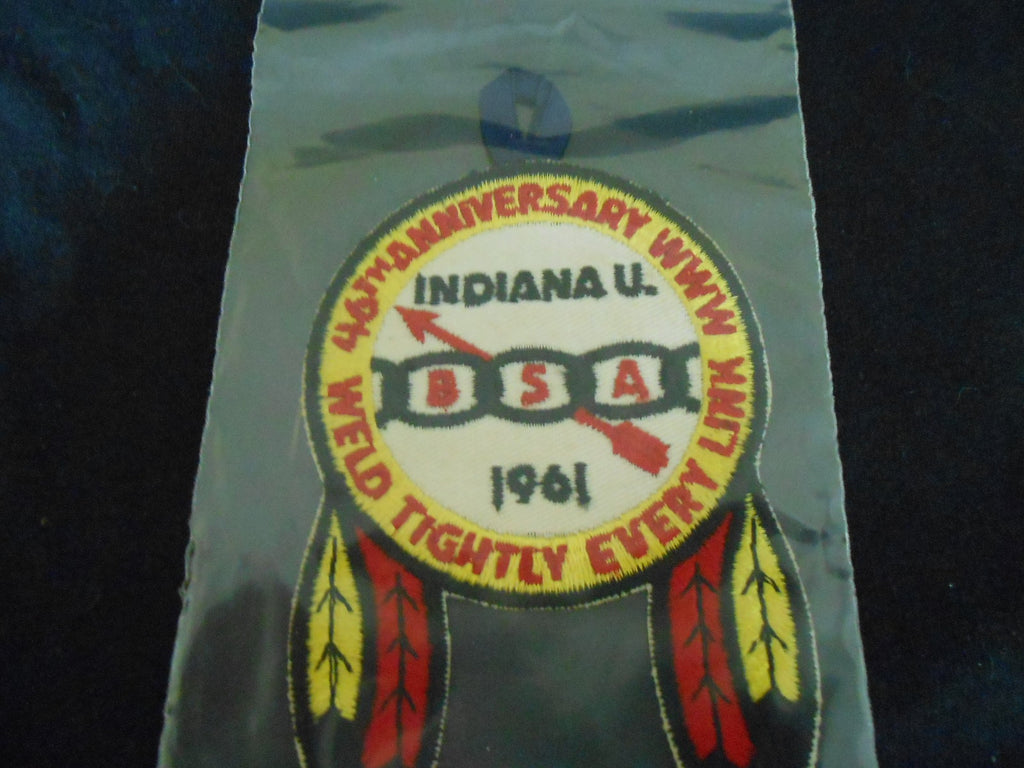 46TH ANNIVERSARY WWW
INDIANA U.
B S A
1961
WELD TIGHTLY EVERY LINK